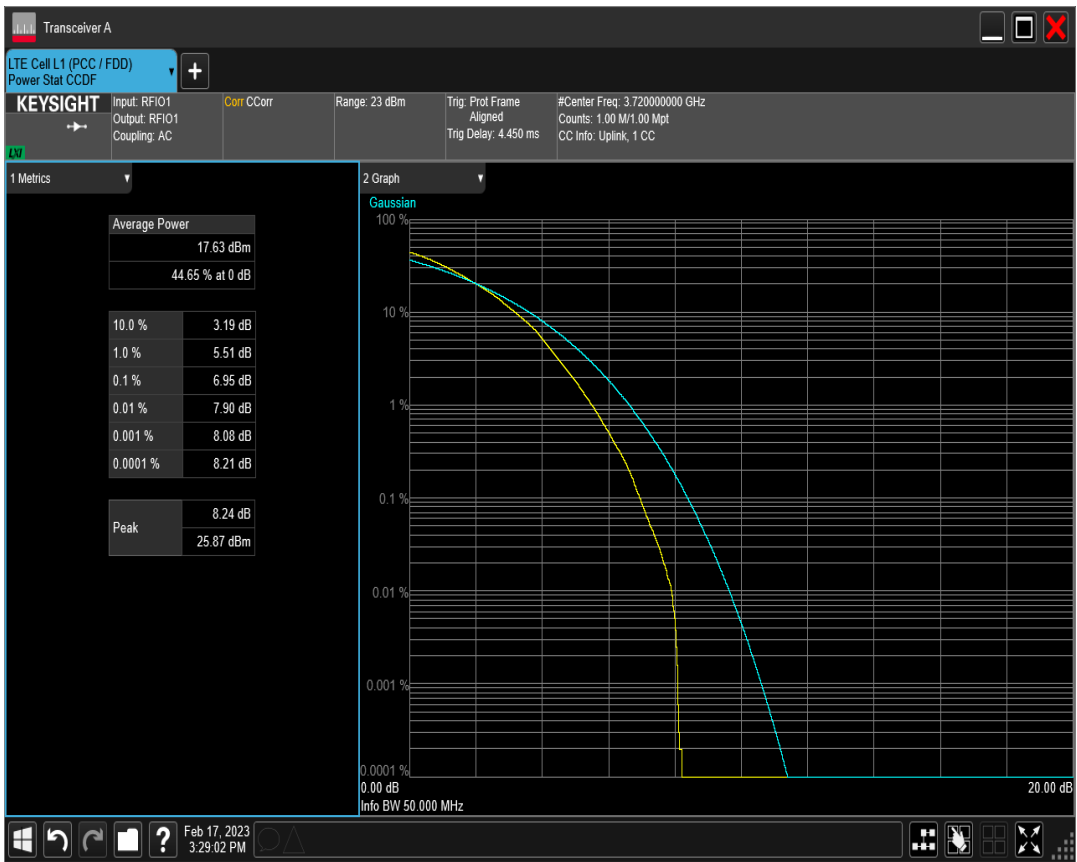 Transceiver A
LTE Cell L1 (PCC / FDD)
Power Stat CCDF
+
KEYSIGHT
LXI
Input: RFIO1
Output: RFIO1
Coupling: AC
Corr CCorr
Range: 23 dBm
Trig: Prot Frame
Aligned
Trig Delay: 4.450 ms
#Center Freq: 3.720000000 GHz
Counts: 1.00 M/1.00 Mpt
CC Info: Uplink, 1 CC
1 Metrics
Average Power
17.63 dBm
44.65 % at 0 dB
10.0 % 3.19 dB
1.0 % 5.51 dB
0.1 % 6.95 dB
0.01 % 7.90 dB
0.001 % 8.08 dB
0.0001 % 8.21 dB
Peak 8.24 dB
25.87 dBm
2 Graph
Gaussian
100 %
10 %
1 %
0.1 %
0.01 %
0.001 %
0.0001 %
0.00 dB 20.00 dB
Info BW 50.000 MHz
?
Feb 17, 2023
3:29:02 PM